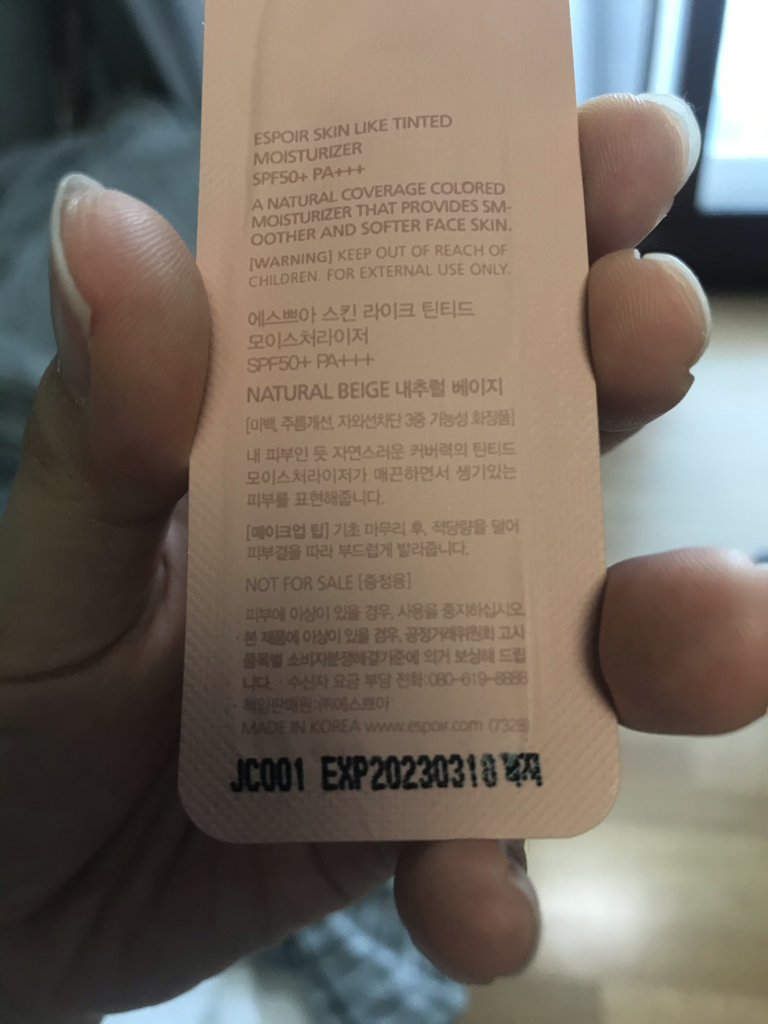 ESPOIR SKIN LIKE TINTED
MOISTURIZER
SPF50+ PA+++
A NATURAL COVERAGE COLORED
MOISTURIZER THAT PROVIDES SM-
OOTHER AND SOFTER FACE SKIN.
[WARNING] KEEP OUT OF REACH OF
CHILDREN. FOR EXTERNAL USE ONLY.
에스쁘아 스킨 라이크 틴티드
모이스처라이저
SPF50+ PA+++
NATURAL BEIGE 내추럴 베이지
[미백, 주름개선, 자외선차단 3중 기능성 화장품]
내 피부인 듯 자연스러운 커버력의 틴티드
모이스처라이저가 매끈하면서 생기있는
피부를 표현해줍니다.
[메이크업 팁] 기초 마무리 후, 적당량을 덜어
피부결을 따라 부드럽게 발라줍니다.
NOT FOR SALE [증정용]
피부에 이상이 있을 경우, 사용을 중지하십시오.
· 본 제품에 이상이 있을 경우, 공정거래위원회 고시
품목별 소비자분쟁해결기준에 의거 보상해 드립
니다. · 수신자 요금 부담 전화:080-619-8888
· 책임판매원:㈜에스쁘아
MADE IN KOREA www.espoir.com (7328)
JC001 EXP20230318까지